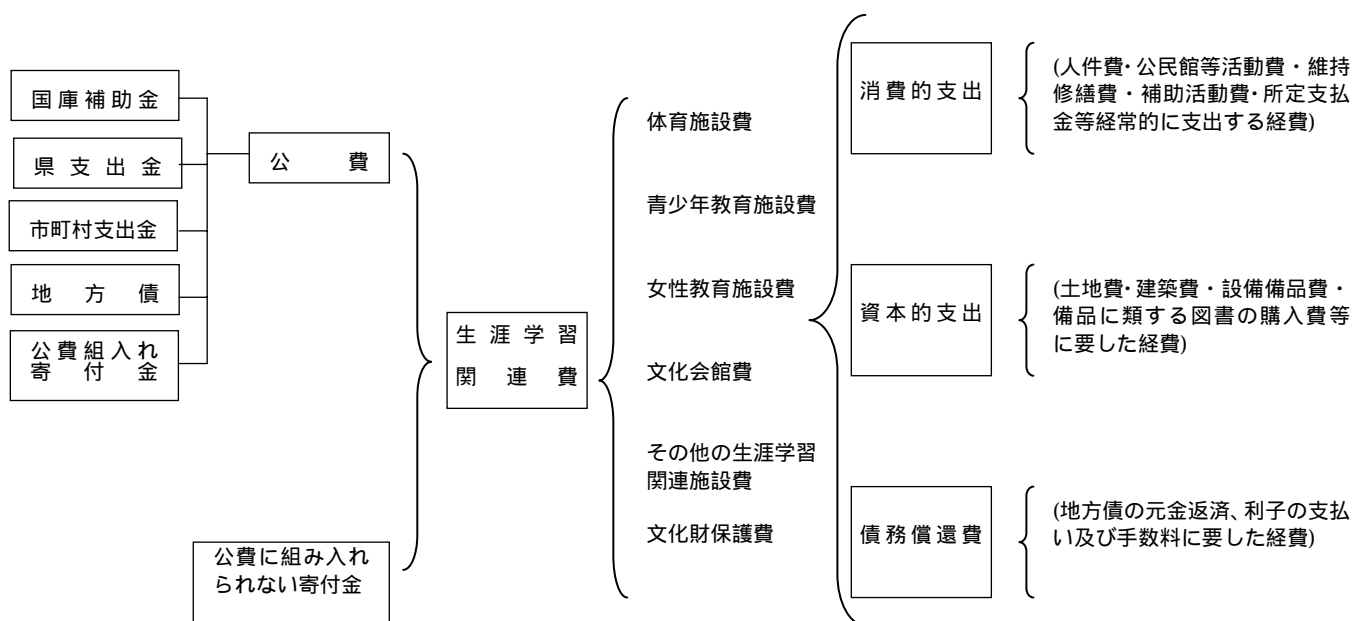 国庫補助金
県支出金
市町村支出金
地方債
公費組入れ
寄付金
公費
公費に組み入れ
られない寄付金
生涯学習
関連費
体育施設費
青少年教育施設費
女性教育施設費
文化会館費
その他の生涯学習
関連施設費
文化財保護費
消費的支出
(人件費・公民館等活動費・維持
修繕費・補助活動費・所定支払
金等経常的に支出する経費)
資本的支出
(土地費・建築費・設備備品費・
備品に類する図書の購入費等
に要した経費)
債務償還費
(地方債の元金返済、利子の支払
い及び手数料に要した経費)